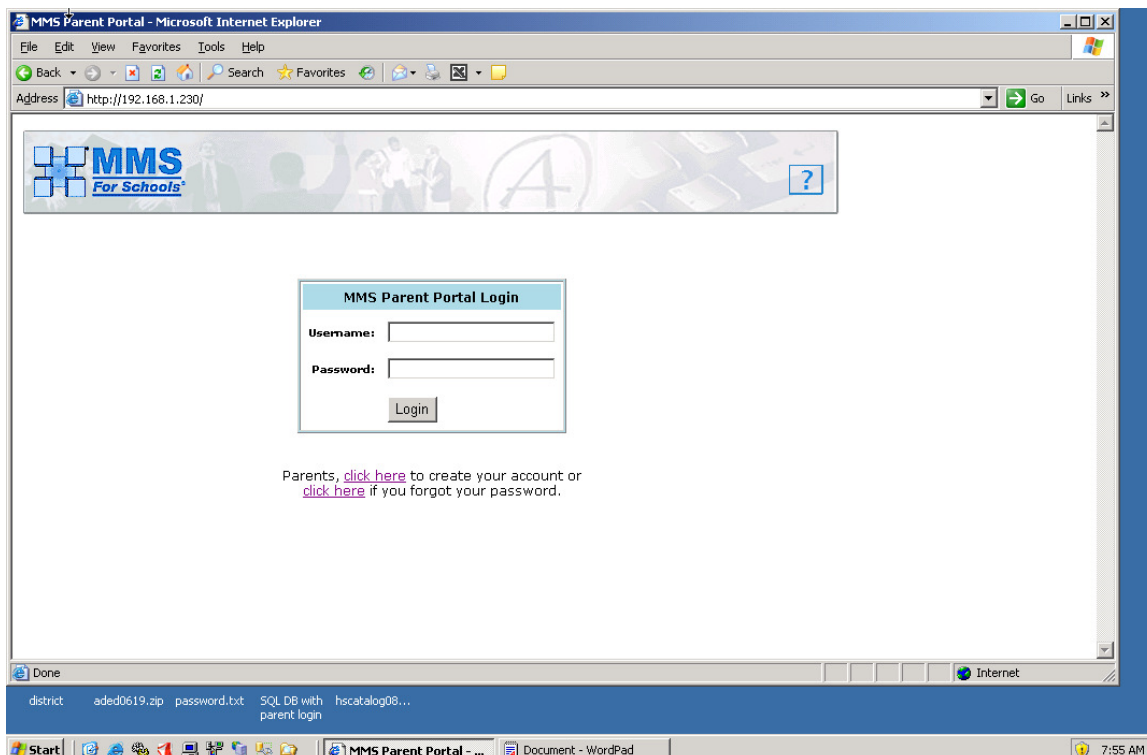 MMS Parent Portal - Microsoft Internet Explorer
File Edit View Favorites Tools Help
Back Search Favorites
Address http://192.168.1.230/ Go Links »
MMS
For Schools®
A
?
MMS Parent Portal Login
Username:
Password:
Login
Parents, click here to create your account or
click here if you forgot your password.
Done Internet
district aded0619.zip password.txt SQL DB with hscatalog08...
parent login
Start MMS Parent Portal - ... Document - WordPad 7:55 AM